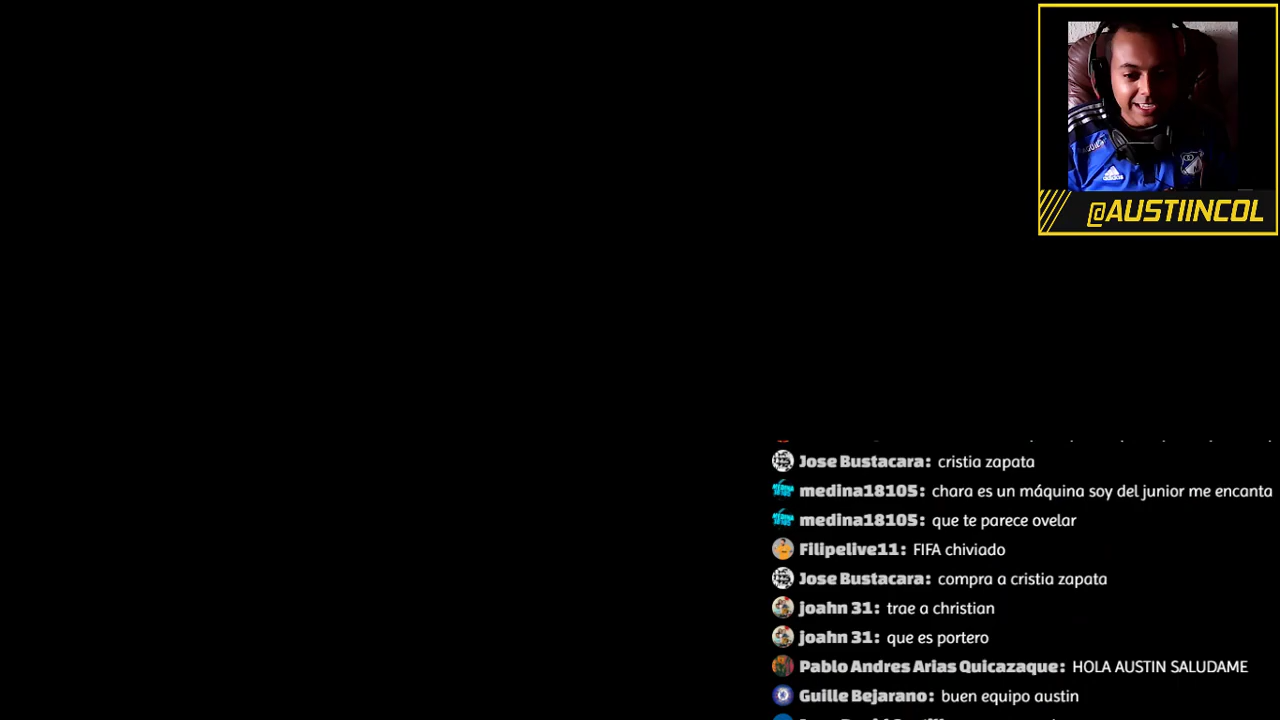 @AUSTIINCOL
adidas
Jose Bustacara: cristia zapata
medina18105: chara es un máquina soy del junior me encanta
medina18105: que te parece ovelar
Filipelive11: FIFA chiviado
Jose Bustacara: compra a cristia zapata
joahn 31: trae a christian
joahn 31: que es portero
Pablo Andres Arias Quicazaque: HOLA AUSTIN SALUDAME
Guille Bejarano: buen equipo austin